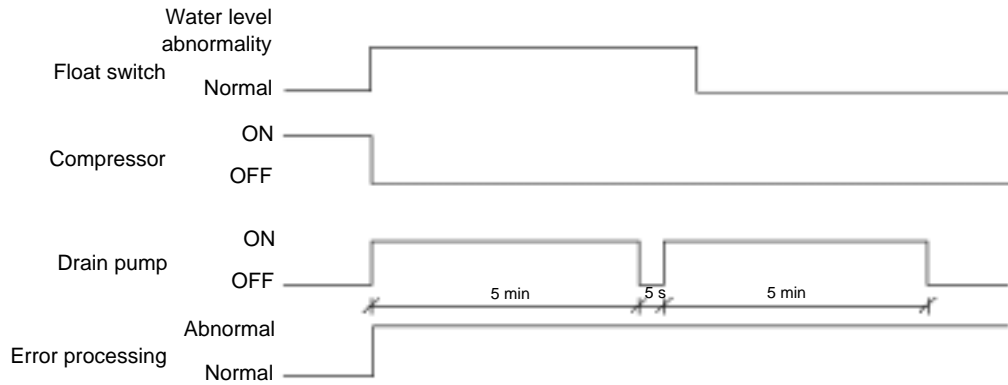 Water level
abnormality
Float switch
Normal
ON
Compressor
OFF
ON
Drain pump
OFF
5 min
5 s
5 min
Abnormal
Error processing
Normal